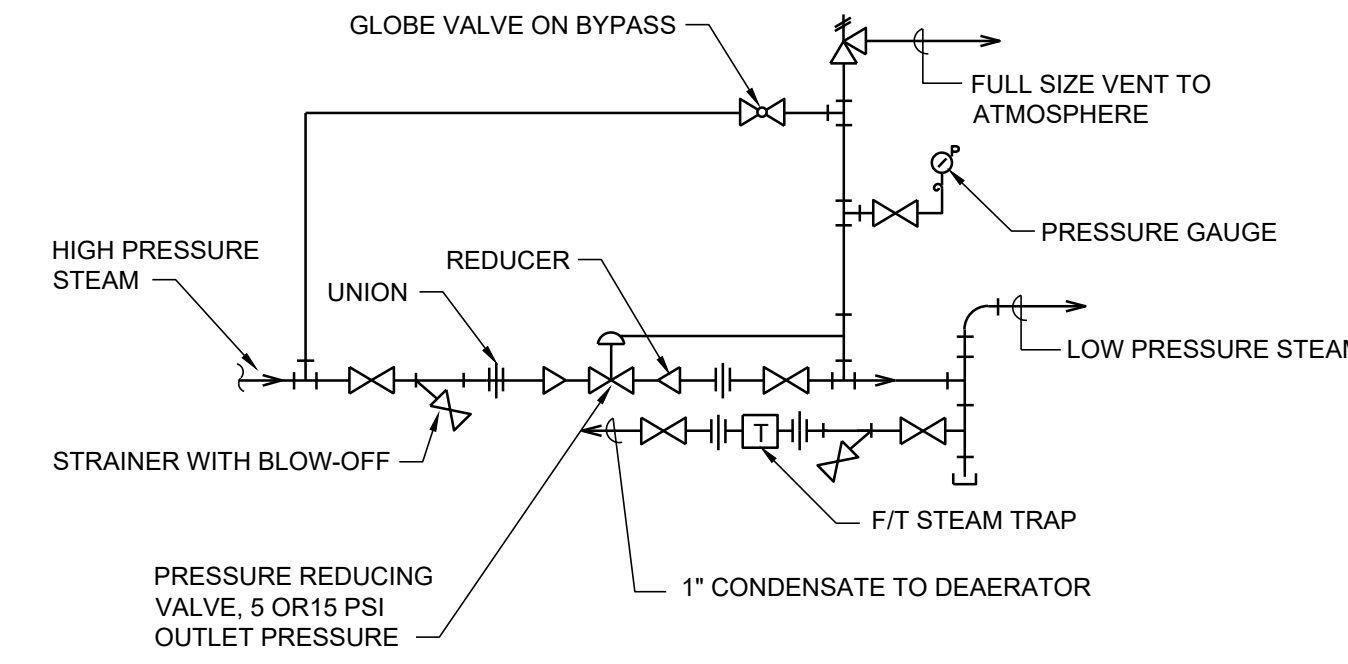 GLOBE VALVE ON BYPASS
FULL SIZE VENT TO
ATMOSPHERE
P
PRESSURE GAUGE
HIGH PRESSURE
STEAM
REDUCER
UNION
LOW PRESSURE STEAM
T
STRAINER WITH BLOW-OFF
F/T STEAM TRAP
PRESSURE REDUCING
VALVE, 5 OR15 PSI
OUTLET PRESSURE
1" CONDENSATE TO DEAERATOR